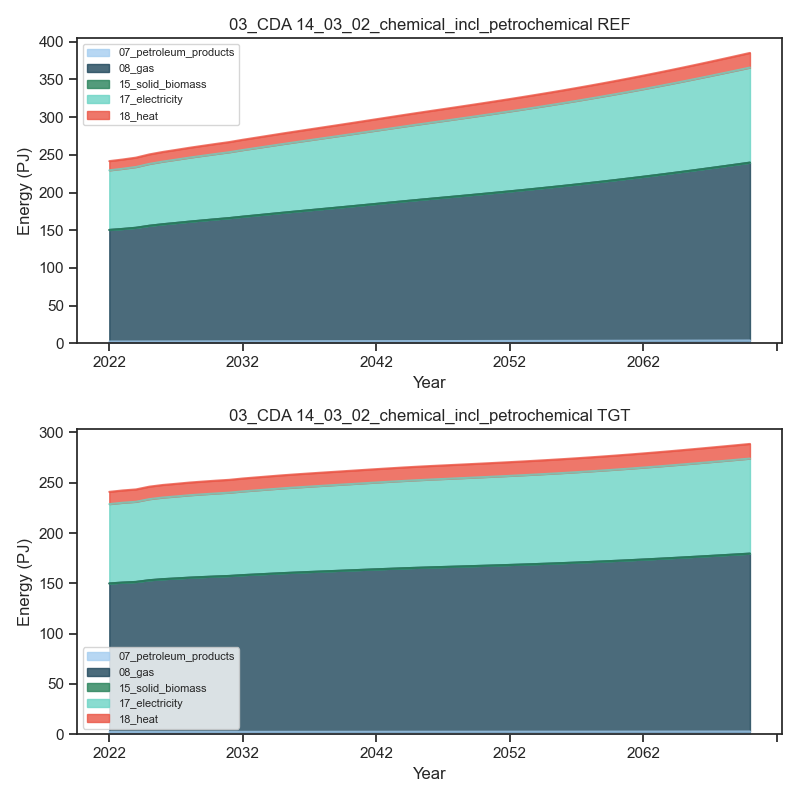 03_CDA 14_03_02_chemical_incl_petrochemical REF
400
350
300
250
200
150
100
50
0
Energy (PJ)
07_petroleum_products
08_gas
15_solid_biomass
17_electricity
18_heat
2022 2032 2042 2052 2062
Year
03_CDA 14_03_02_chemical_incl_petrochemical TGT
300
250
200
150
100
50
0
Energy (PJ)
07_petroleum_products
08_gas
15_solid_biomass
17_electricity
18_heat
2022 2032 2042 2052 2062
Year